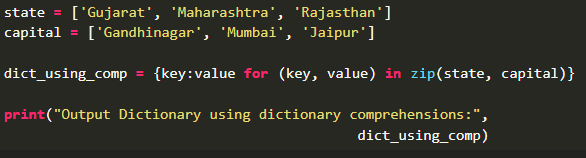 state = ['Gujarat', 'Maharashtra', 'Rajasthan']
capital = ['Gandhinagar', 'Mumbai', 'Jaipur']

dict_using_comp = {key:value for (key, value) in zip(state, capital)}

print("Output Dictionary using dictionary comprehensions:",
                                        dict_using_comp)